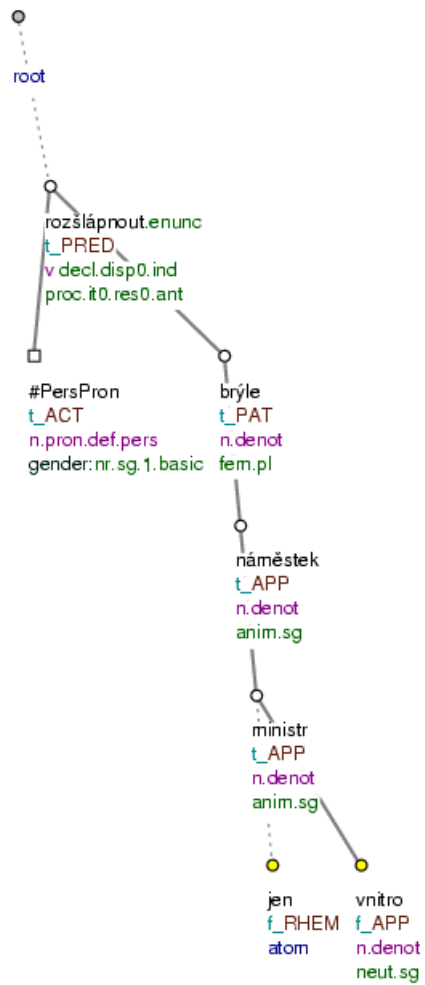 root
rozšlápnout.enunc
t_PRED
v decl.disp0.ind
proc.it0.res0.ant
#PersPron
t_ACT
n.pron.def.pers
gender:nr.sg.1.basic
brýle
t_PAT
n.denot
fem.pl
náměstek
t_APP
n.denot
anim.sg
ministr
t_APP
n.denot
anim.sg
jen
f_RHEM
atom
vnitro
f_APP
n.denot
neut.sg